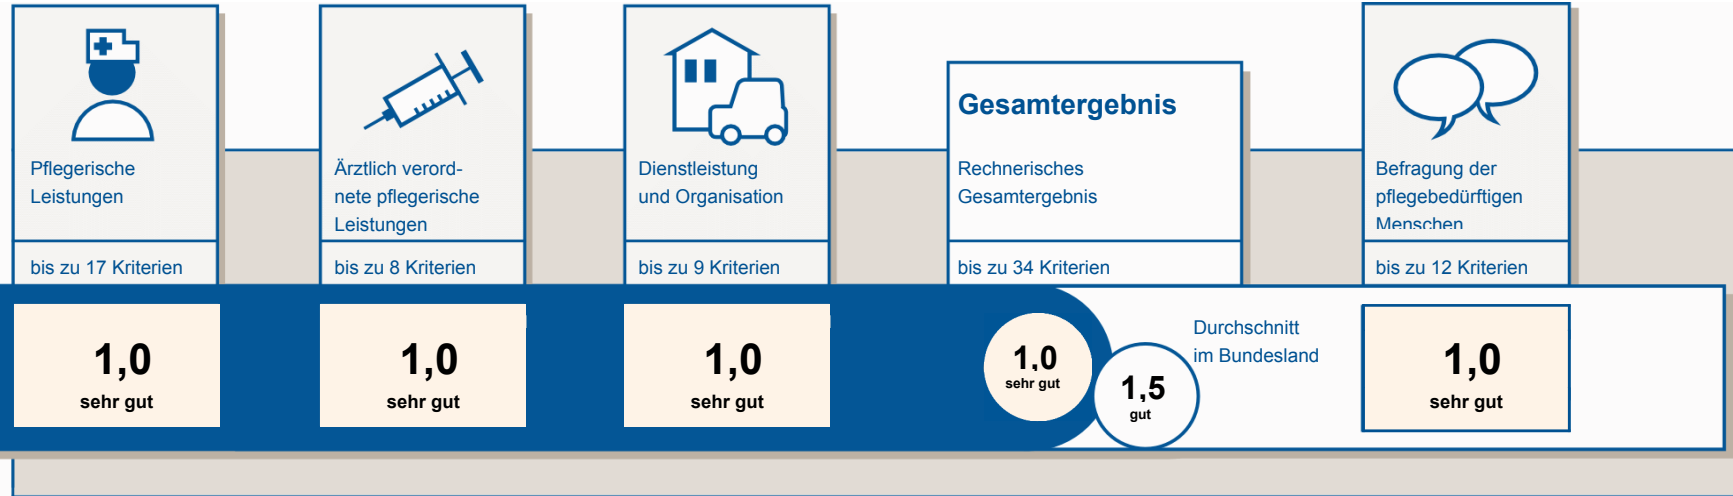 Pflegerische
Leistungen
bis zu 17 Kriterien
1,0
sehr gut
Ärztlich verord-
nete pflegerische
Leistungen
bis zu 8 Kriterien
1,0
sehr gut
Dienstleistung
und Organisation
bis zu 9 Kriterien
1,0
sehr gut
Gesamtergebnis
Rechnerisches
Gesamtergebnis
bis zu 34 Kriterien
1,0
sehr gut
1,5
gut
Durchschnitt
im Bundesland
Befragung der
pflegebedürftigen
Menschen
bis zu 12 Kriterien
1,0
sehr gut